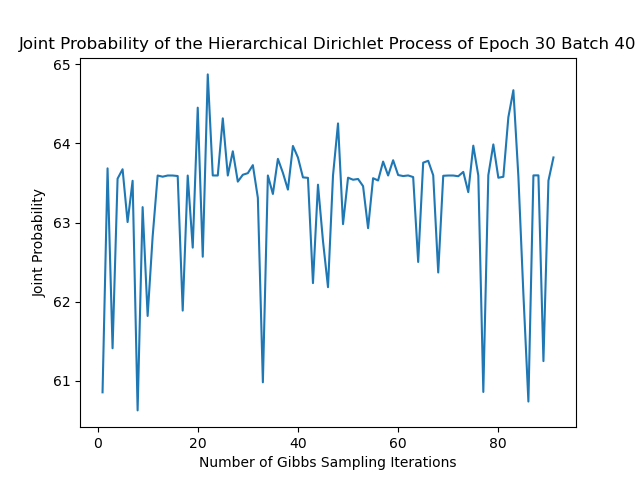 Joint Probability of the Hierarchical Dirichlet Process of Epoch 30 Batch 40
65
64
63
62
61
Joint Probability
0 20 40 60 80
Number of Gibbs Sampling Iterations